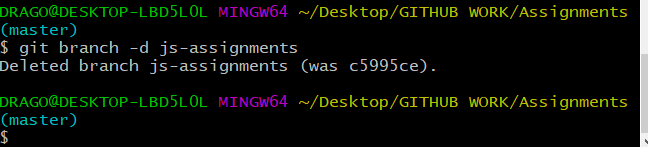 DRAGO@DESKTOP-LBD5L0L MINGW64 ~/Desktop/GITHUB WORK/Assignments
(master)
$ git branch -d js-assignments
Deleted branch js-assignments (was c5995ce).
DRAGO@DESKTOP-LBD5L0L MINGW64 ~/Desktop/GITHUB WORK/Assignments
(master)
$